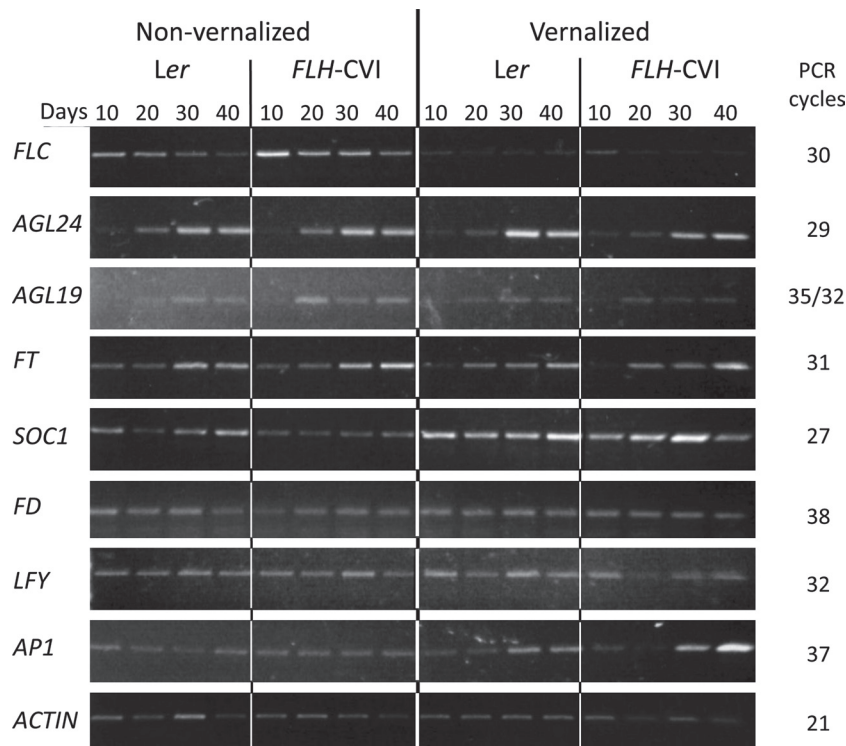 Non-vernalized Vernalized
Ler FLH-CVI Ler FLH-CVI PCR cycles
Days 10 20 30 40 10 20 30 40 10 20 30 40 10 20 30 40
FLC 30
AGL24 29
AGL19 35/32
FT 31
SOC1 27
FD 38
LFY 32
AP1 37
ACTIN 21